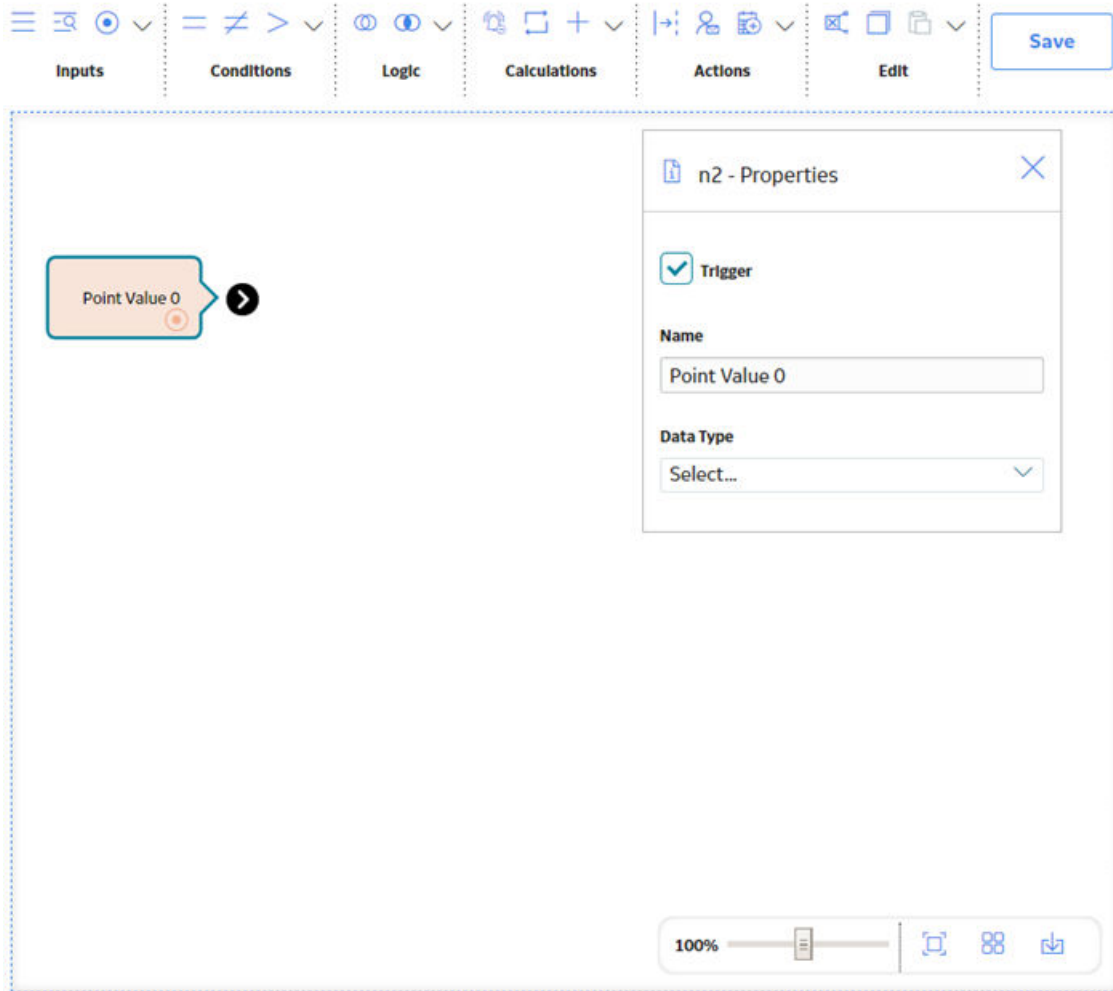 Inputs
Conditions
Logic
Calculations
Actions
Edit
Save
n2 - Properties
Point Value 0
Trigger
Name
Point Value 0
Data Type
Select...
100%